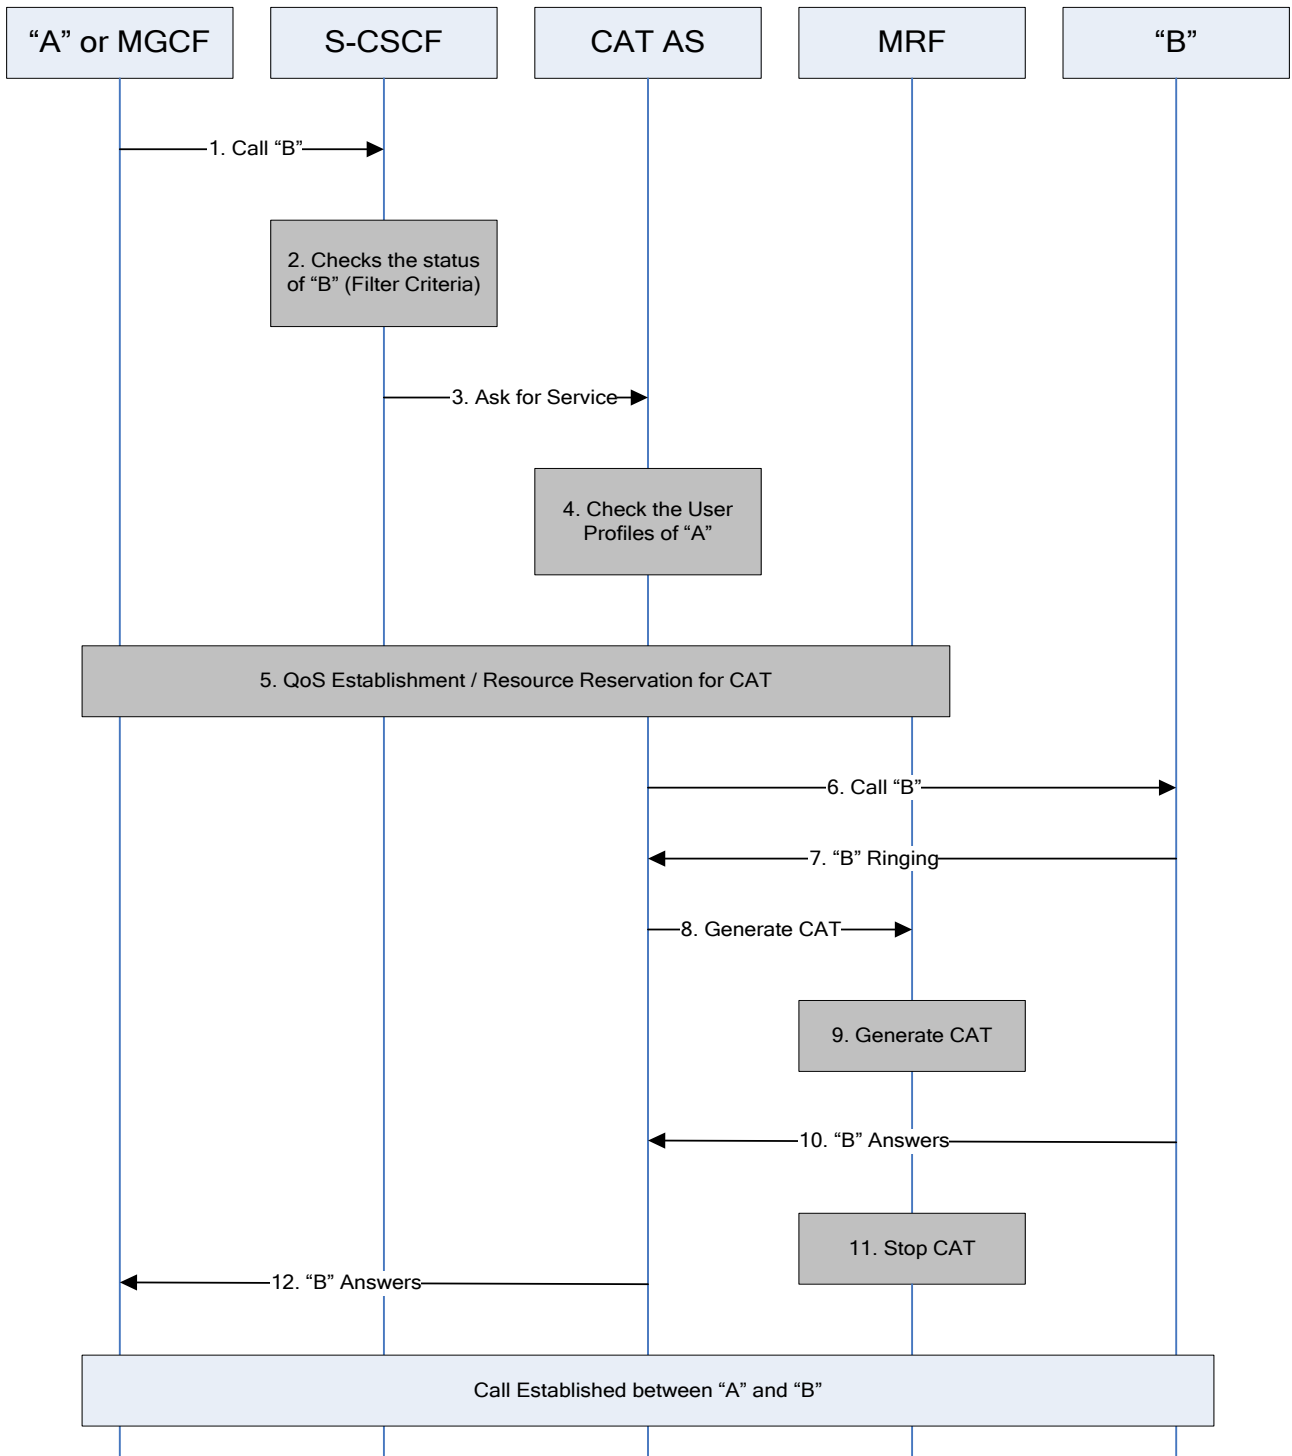 “A” or MGCF
S-CSCF
CAT AS
MRF
“B”
1. Call “B”
2. Checks the status
of “B” (Filter Criteria)
3. Ask for Service
4. Check the User
Profiles of “A”
5. QoS Establishment / Resource Reservation for CAT
6. Call “B”
7. “B” Ringing
8. Generate CAT
9. Generate CAT
10. “B” Answers
11. Stop CAT
12. “B” Answers
Call Established between “A” and “B”